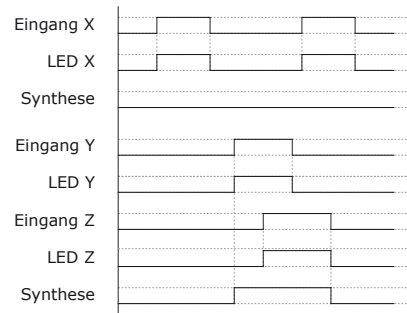 Eingang X
LED X
Synthese
Eingang Y
LED Y
Eingang Z
LED Z
Synthese